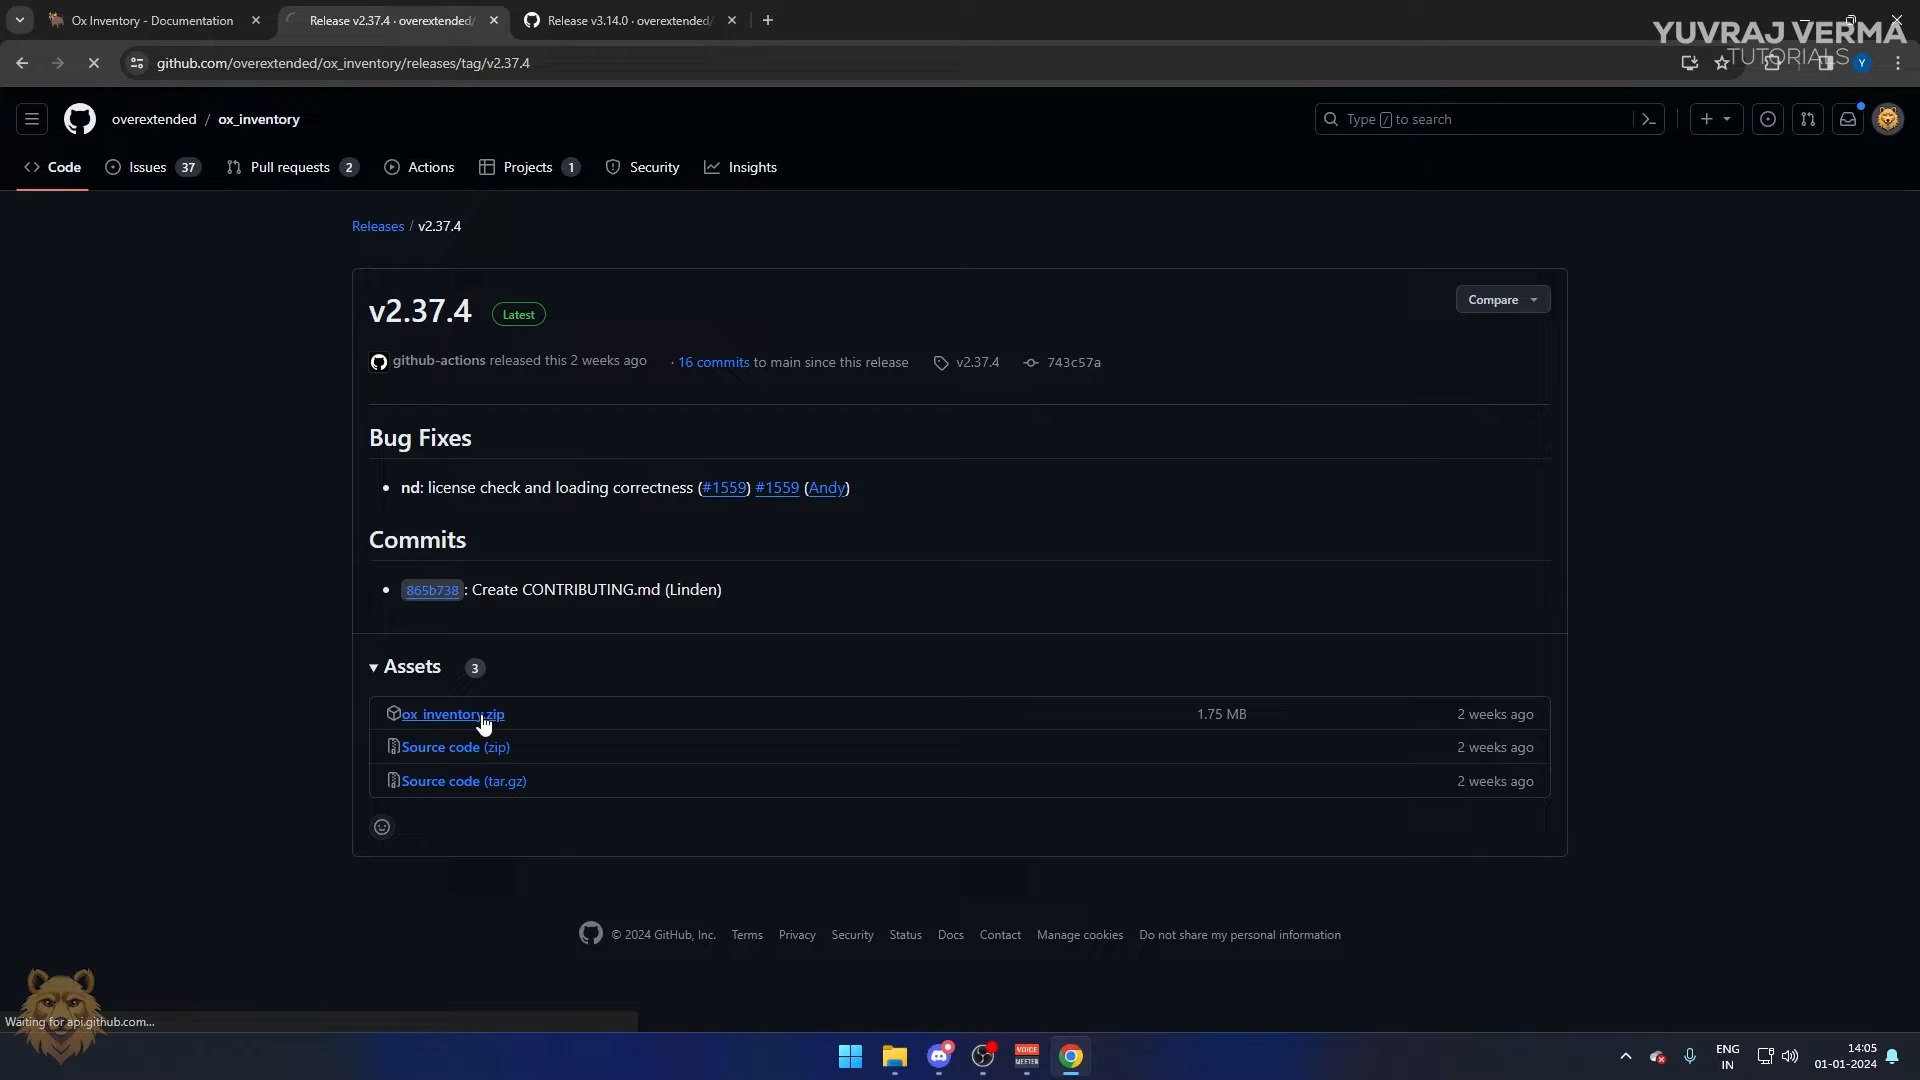 Ox Inventory - Documentation
Release v2.37.4 · overextended/
Release v3.14.0 · overextended/
YUVRAJ VERMA
TUTORIALS
github.com/overextended/ox_inventory/releases/tag/v2.37.4
Y
overextended / ox_inventory
Type / to search
Code
Issues 37
Pull requests 2
Actions
Projects 1
Security
Insights
Releases / v2.37.4
v2.37.4 Latest
Compare
github-actions released this 2 weeks ago · 16 commits to main since this release v2.37.4 743c57a
Bug Fixes
• nd: license check and loading correctness (#1559) #1559 (Andy)
Commits
• 865b738: Create CONTRIBUTING.md (Linden)
Assets 3
ox_inventory.zip 1.75 MB 2 weeks ago
Source code (zip) 2 weeks ago
Source code (tar.gz) 2 weeks ago
© 2024 GitHub, Inc. Terms Privacy Security Status Docs Contact Manage cookies Do not share my personal information
Waiting for api.github.com...
VOICE
MEETER
ENG
IN
14:05
01-01-2024